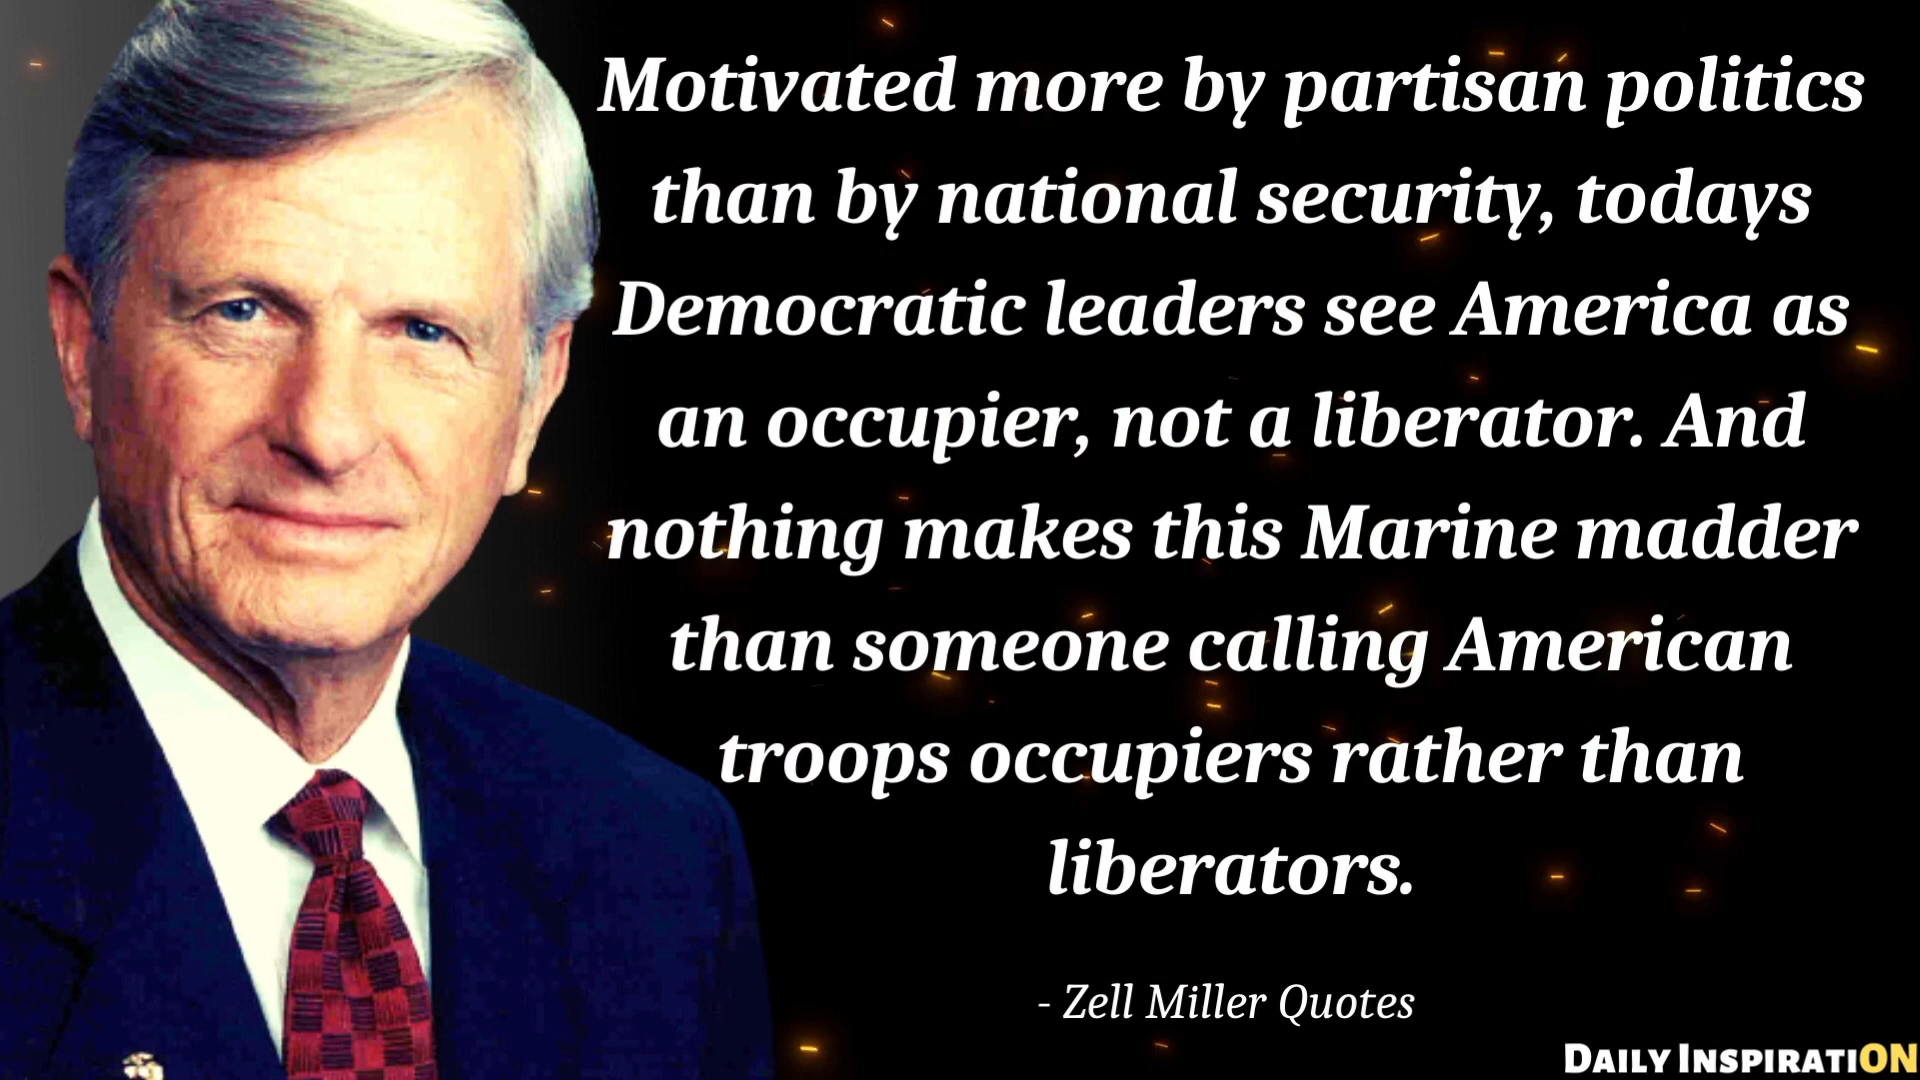 Motivated more by partisan politics
than by national security, todays
Democratic leaders see America as
an occupier, not a liberator. And
nothing makes this Marine madder
than someone calling American
troops occupiers rather than
liberators.
- Zell Miller Quotes
DAILY INSPIRATION